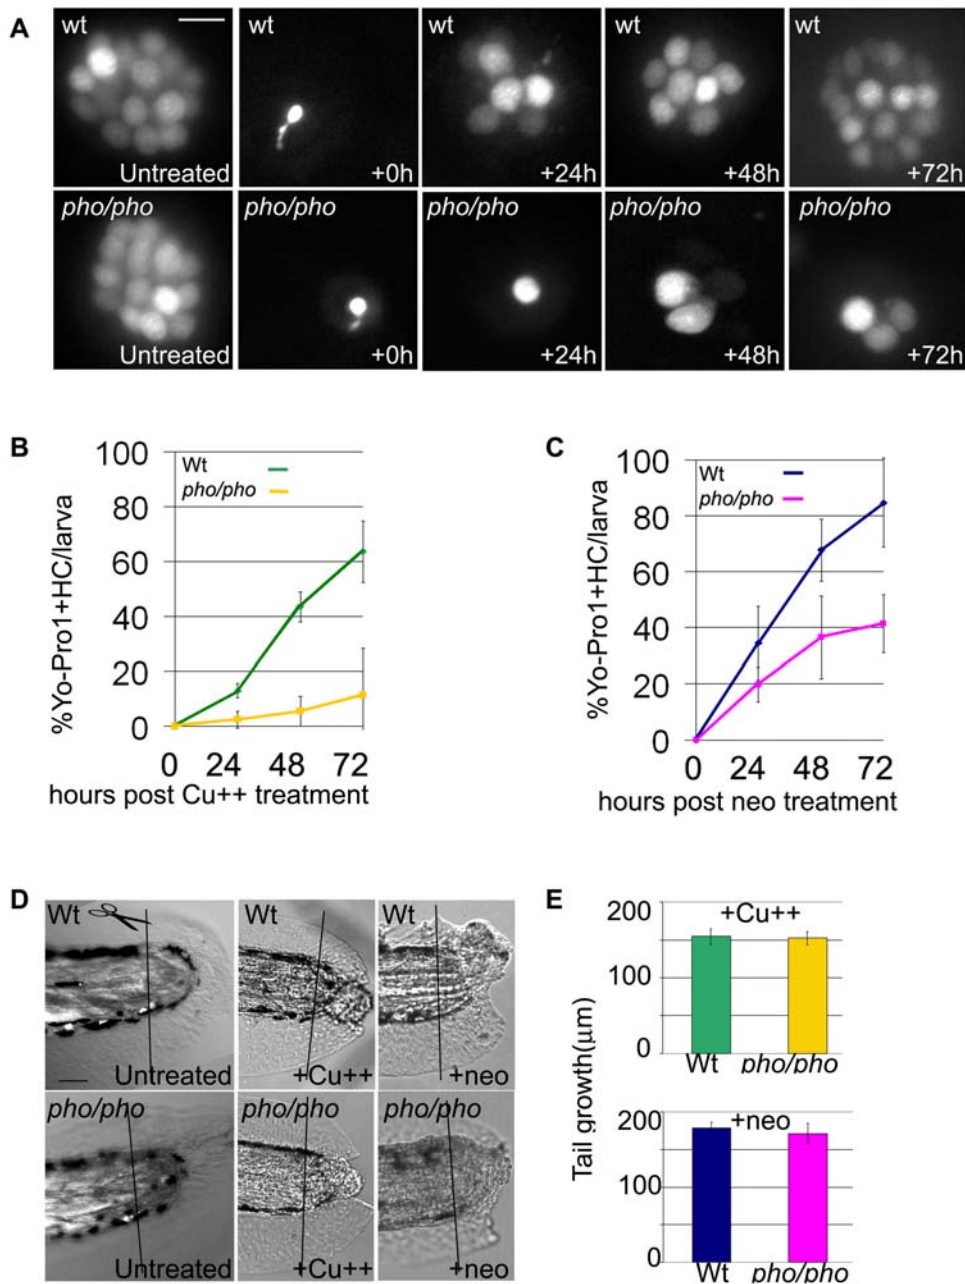 A
wt
wt
wt
wt
wt
Untreated
+0h
+24h
+48h
+72h
pho/pho
pho/pho
pho/pho
pho/pho
pho/pho
Untreated
+0h
+24h
+48h
+72h
B
%Yo-Pro1+HC/larva
100
80
60
40
20
0
Wt
pho/pho
0 24 48 72
hours post Cu++ treatment
C
%Yo-Pro1+HC/larva
100
80
60
40
20
0
Wt
pho/pho
0 24 48 72
hours post neo treatment
D
Wt
Wt
Wt
Untreated
+Cu++
+neo
pho/pho
pho/pho
pho/pho
Untreated
+Cu++
+neo
E
Tail growth(μm)
200
100
0
+Cu++
Wt
pho/pho
200
100
0
+neo
Wt
pho/pho